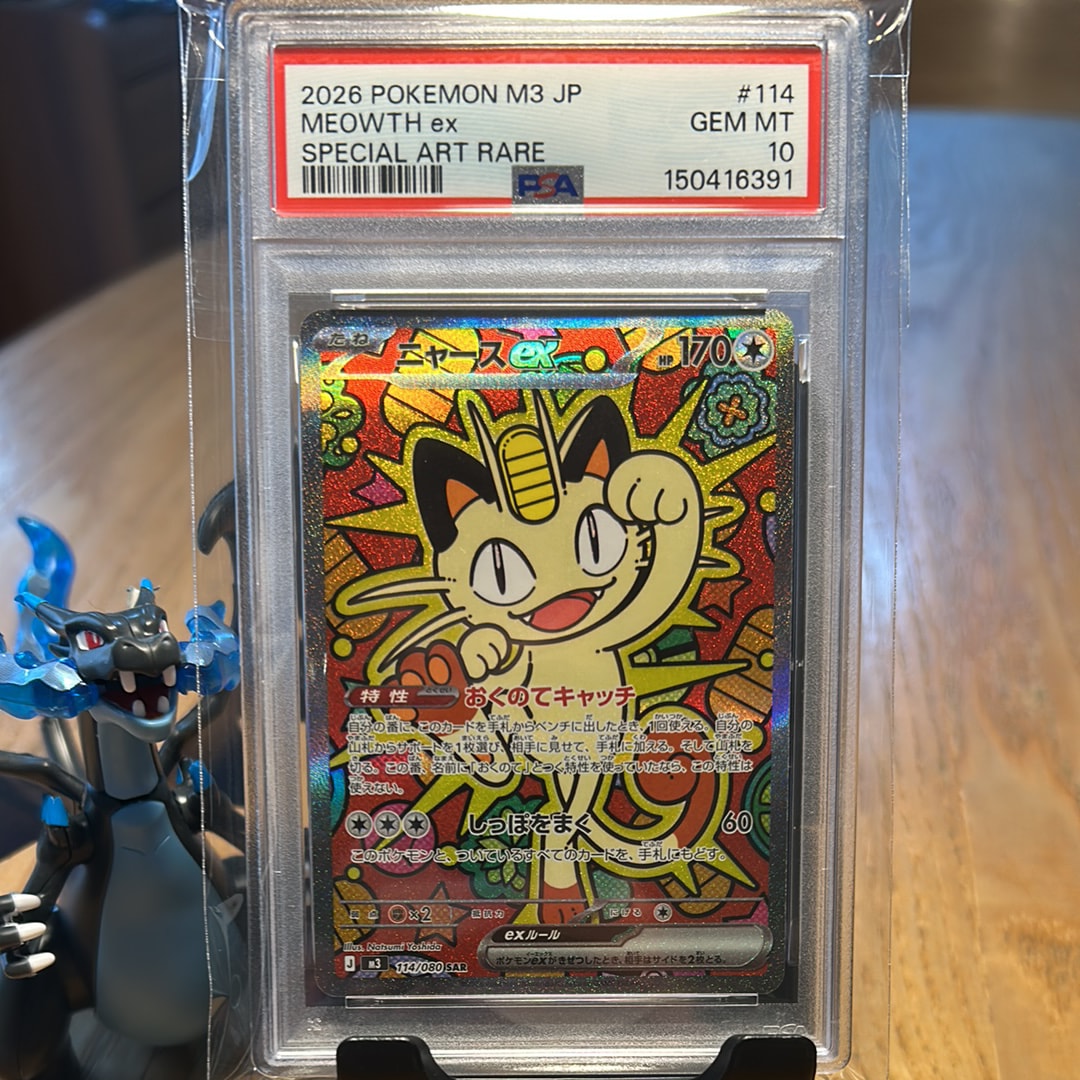 2026 POKEMON M3 JP #114
MEOWTH ex GEM MT
SPECIAL ART RARE 10
PSA 150416391
たね ニャースex HP170
特性 とくせい おくのてキャッチ
自分の番に、このカードを手札からベンチに出したとき、1回使える。自分の
山札からサポートを1枚選び、相手に見せて、手札に加える。そして山札を
切る。この番、名前に「おくのて」とつく特性を使っていたなら、この特性は
使えない。
しっぽをまく 60
このポケモンと、ついているすべてのカードを、手札にもどす。
弱点 ×2 抵抗力 にげる
Illus. Natsumi Yoshida
exルール
ポケモンexがきぜつしたとき、相手はサイドを2枚とる。
J m3 114/080 SAR